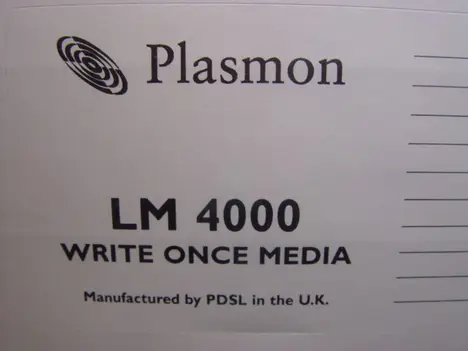 Plasmon
LM 4000
WRITE ONCE MEDIA
Manufactured by PDSL in the U.K.